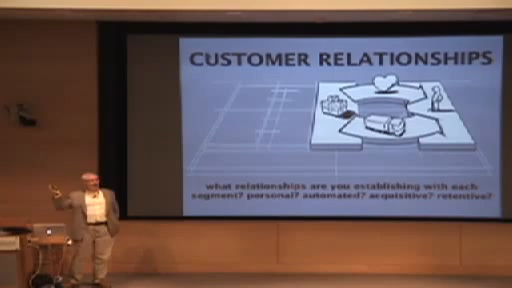 CUSTOMER RELATIONSHIPS
what relationships are you establishing with each
segment? personal? automated? acquisitive? retentive?